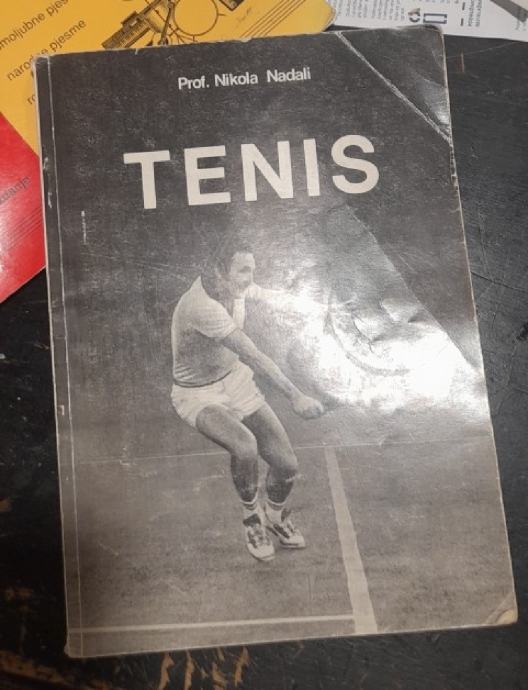 narodne pjesme
Prof. Nikola Nadali
TENIS